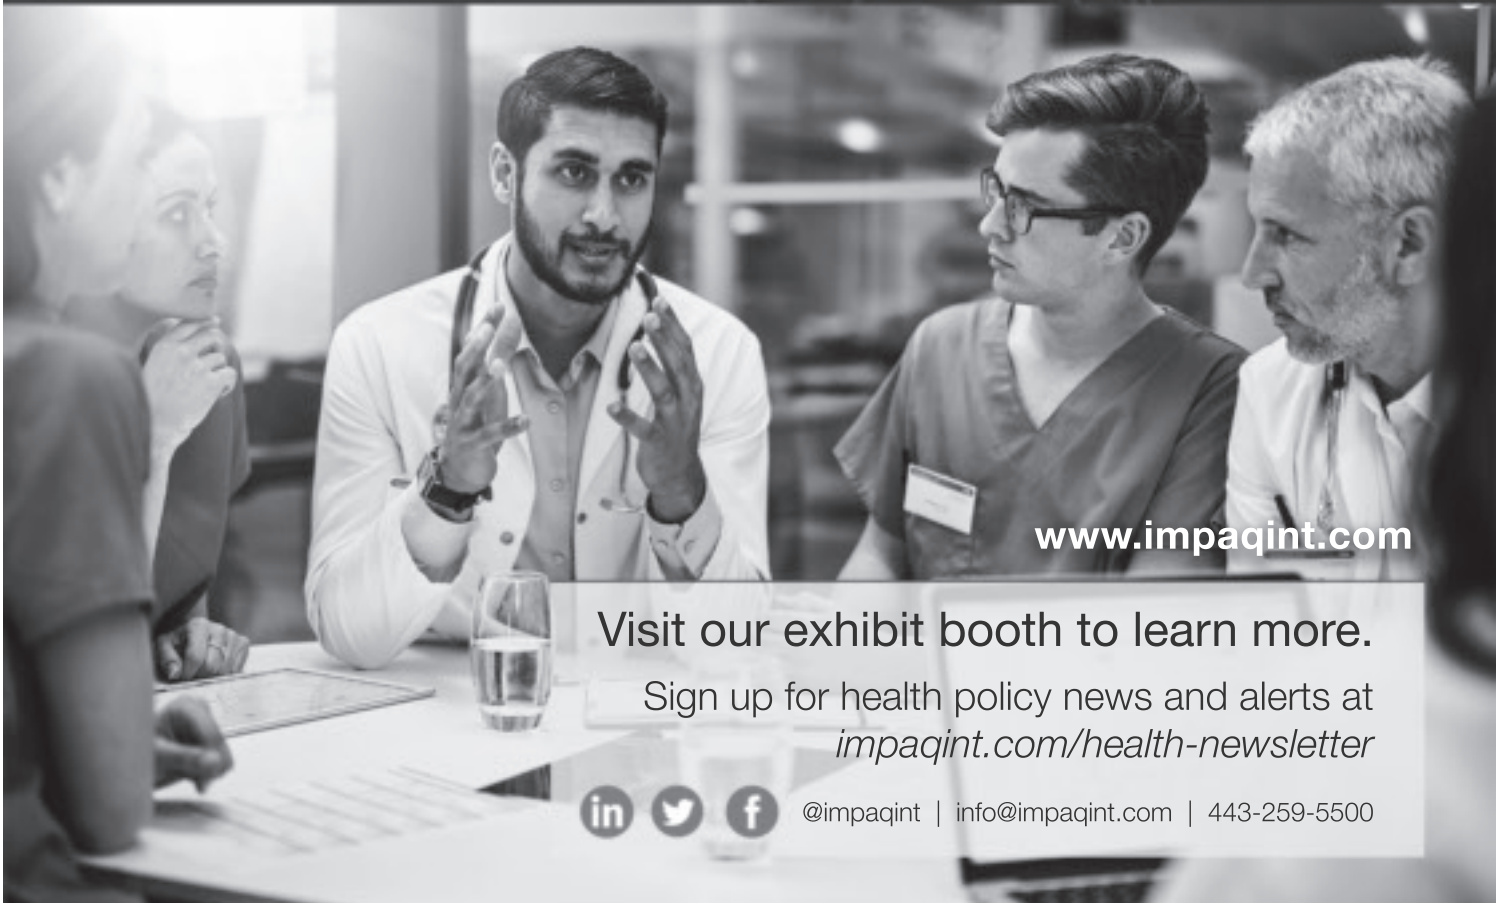 www.impaqint.com
Visit our exhibit booth to learn more.
Sign up for health policy news and alerts at
impaqint.com/health-newsletter
in f @impaqint | info@impaqint.com | 443-259-5500